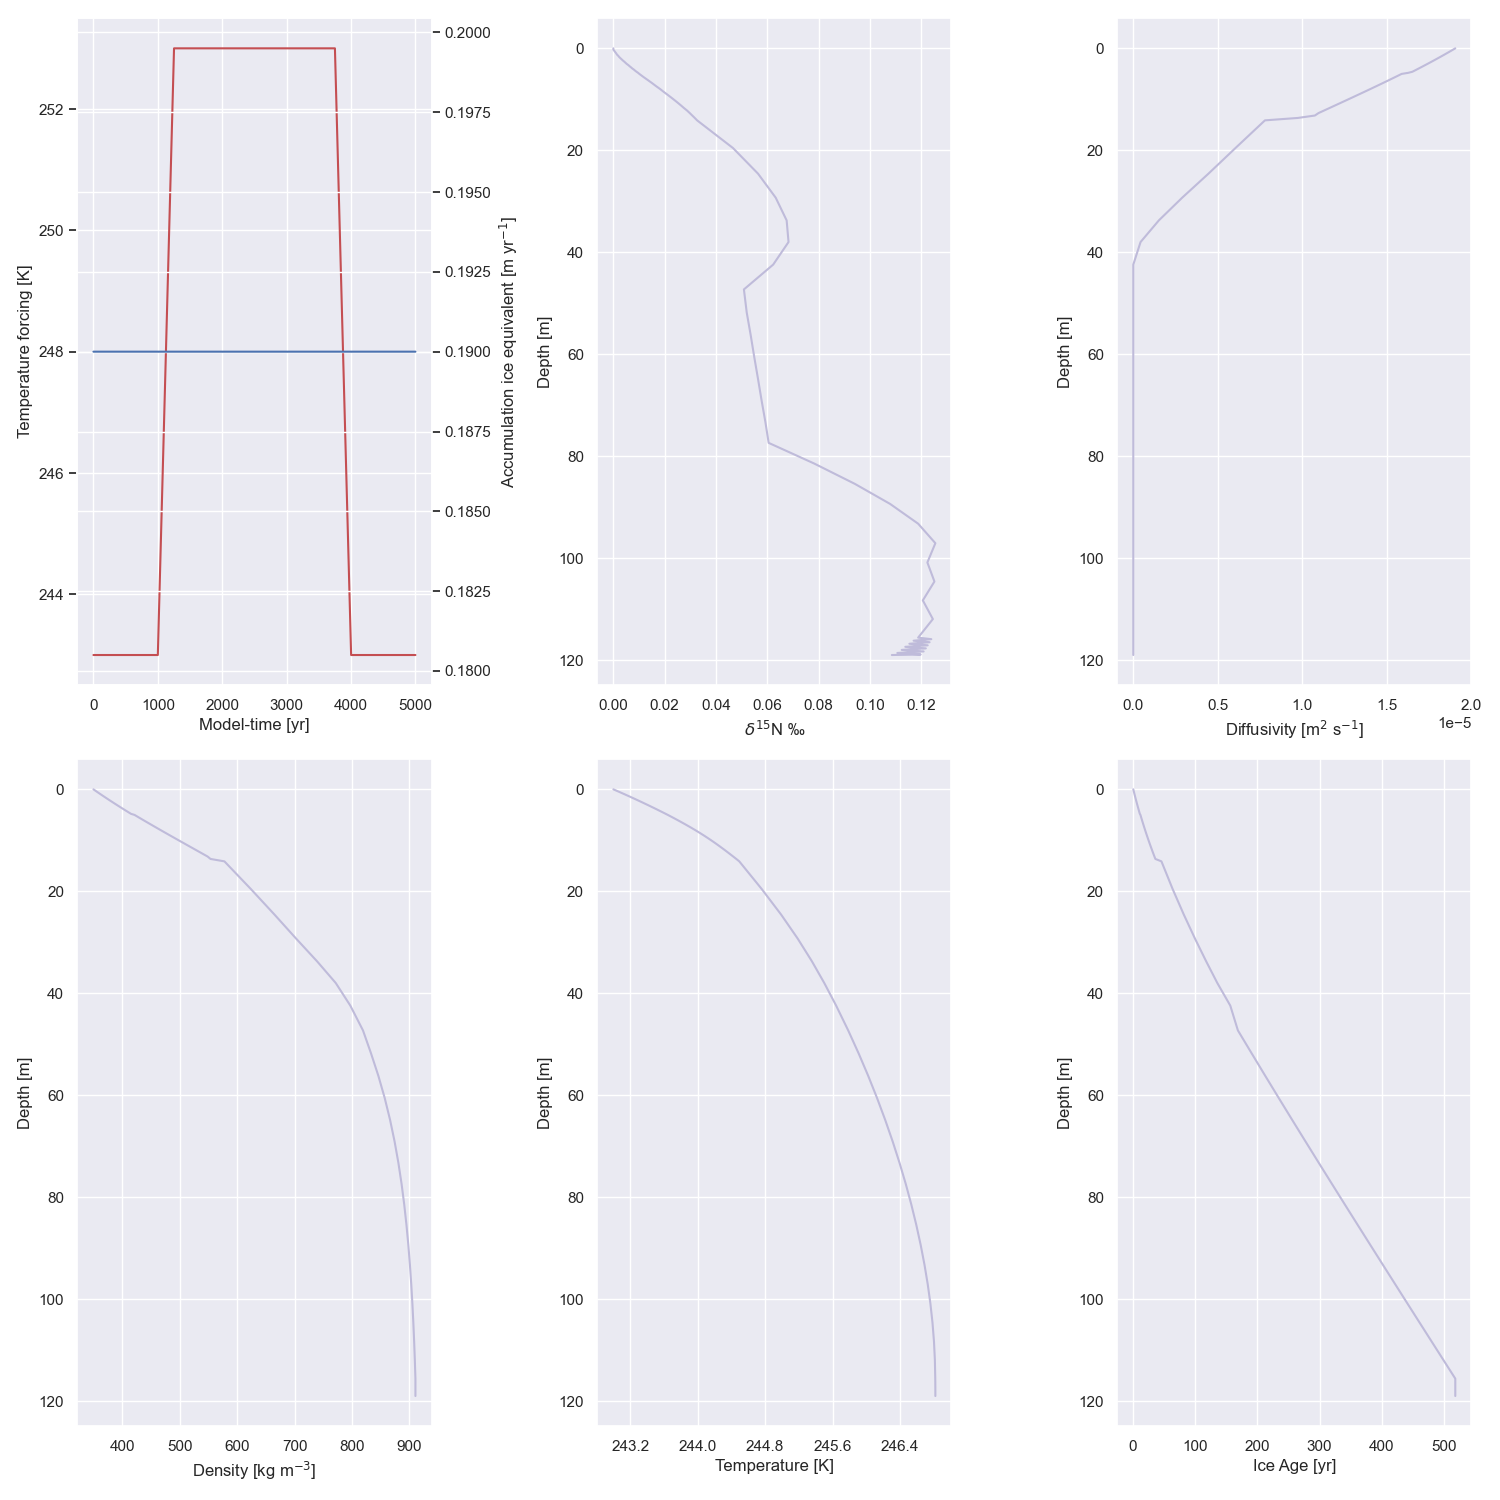 Temperature forcing [K]
252
250
248
246
244
0.2000
0.1975
0.1950
0.1925
0.1900
0.1875
0.1850
0.1825
0.1800
Accumulation ice equivalent [m yr⁻¹]
0 1000 2000 3000 4000 5000
Model-time [yr]
Depth [m]
0
20
40
60
80
100
120
0.00 0.02 0.04 0.06 0.08 0.10 0.12
δ¹⁵N ‰
Depth [m]
0
20
40
60
80
100
120
0.0 0.5 1.0 1.5 2.0
1e−5
Diffusivity [m² s⁻¹]
Depth [m]
0
20
40
60
80
100
120
400 500 600 700 800 900
Density [kg m⁻³]
Depth [m]
0
20
40
60
80
100
120
243.2 244.0 244.8 245.6 246.4
Temperature [K]
Depth [m]
0
20
40
60
80
100
120
0 100 200 300 400 500
Ice Age [yr]